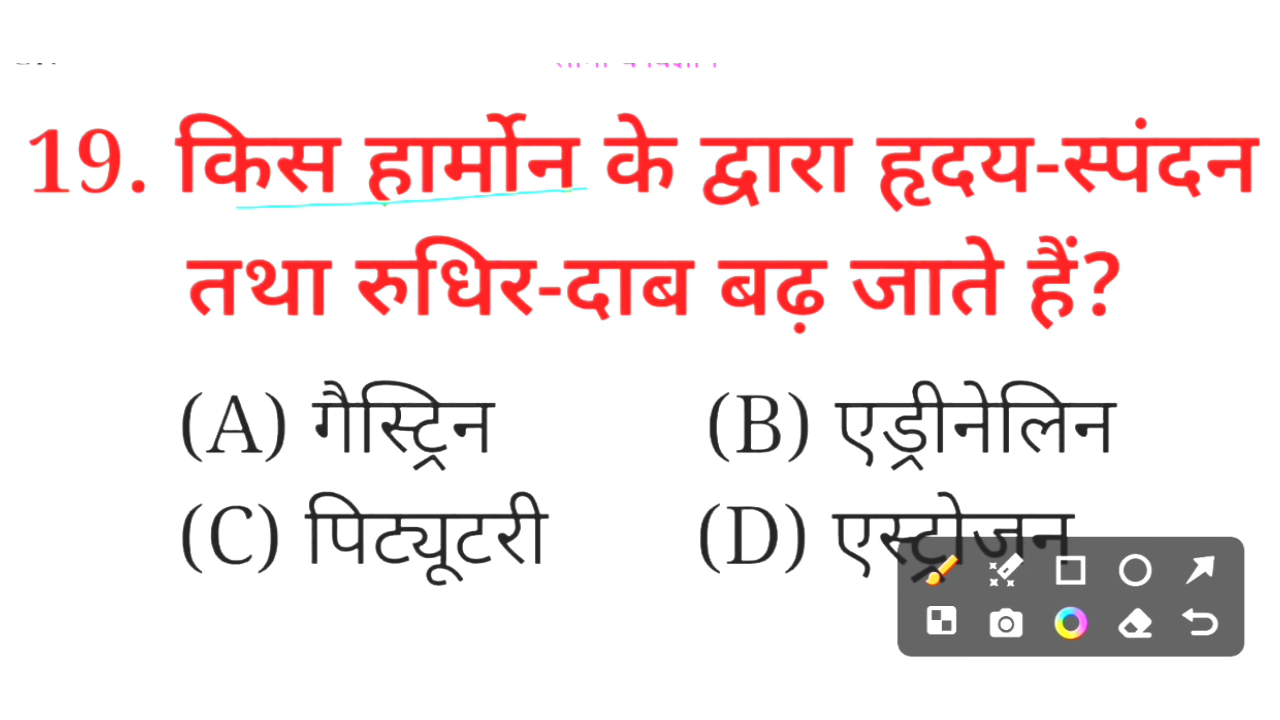 19. किस हार्मोन के द्वारा हृदय-स्पंदन
तथा रुधिर-दाब बढ़ जाते हैं?
(A) गैस्ट्रिन (B) एड्रीनेलिन
(C) पिट्यूटरी (D) एस्ट्रोजन